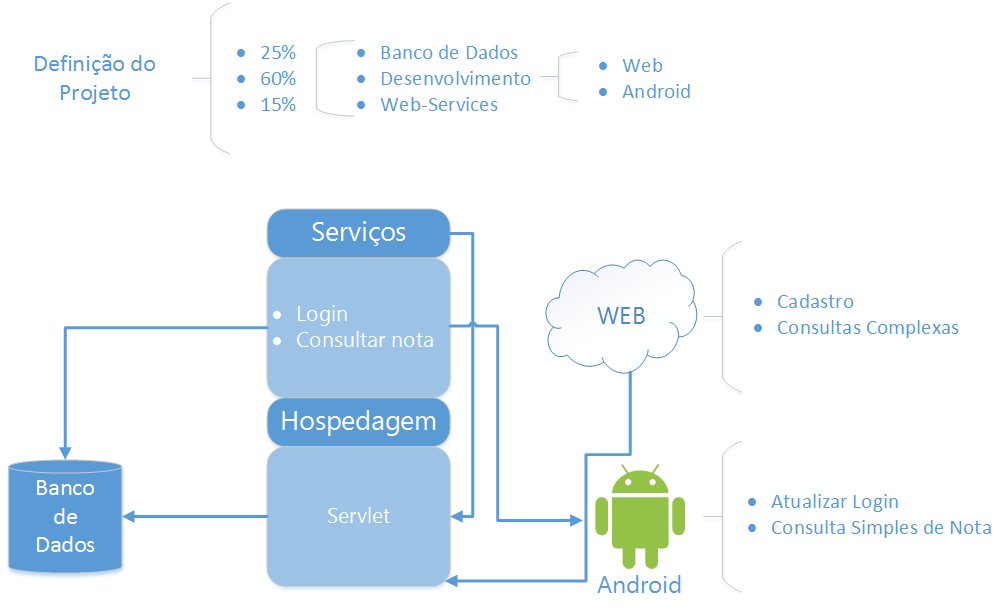 Definição do
Projeto
25%
60%
15%
Banco de Dados
Desenvolvimento
Web-Services
Web
Android
Serviços
Login
Consultar nota
Hospedagem
Servlet
Banco
de
Dados
WEB
Cadastro
Consultas Complexas
Android
Atualizar Login
Consulta Simples de Nota